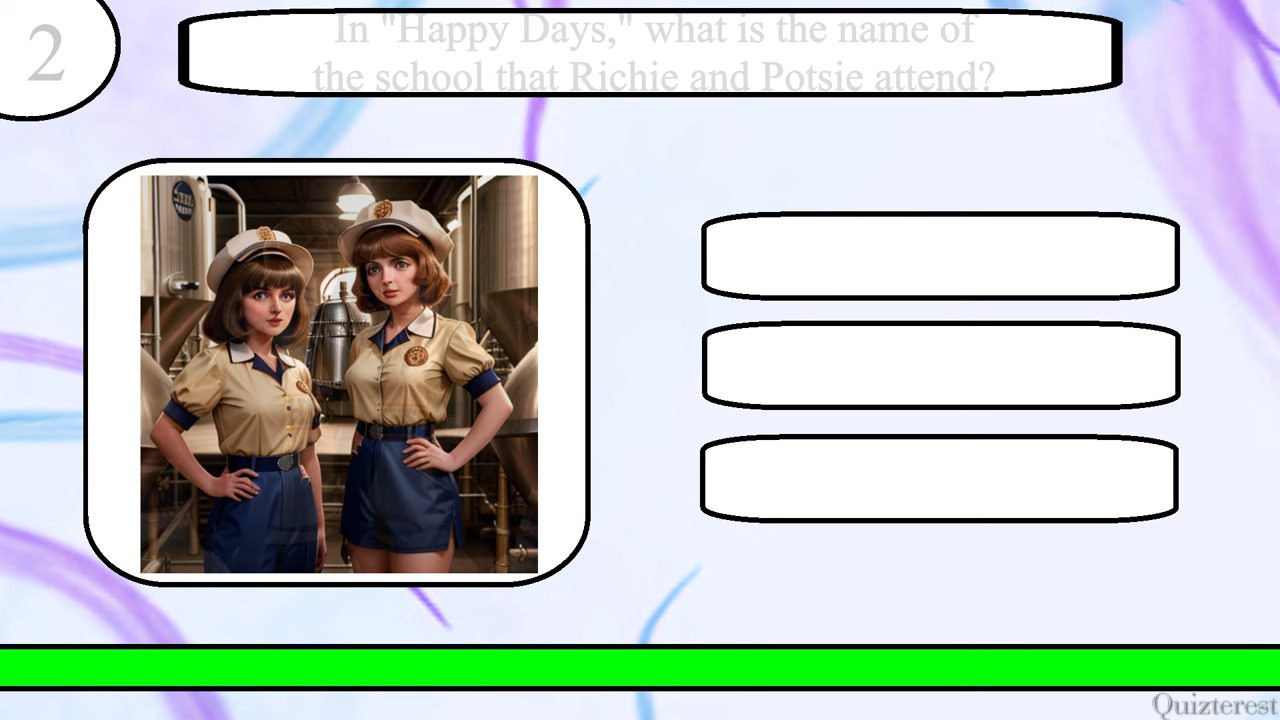 2
In "Happy Days," what is the name of
the school that Richie and Potsie attend?
Quizterest